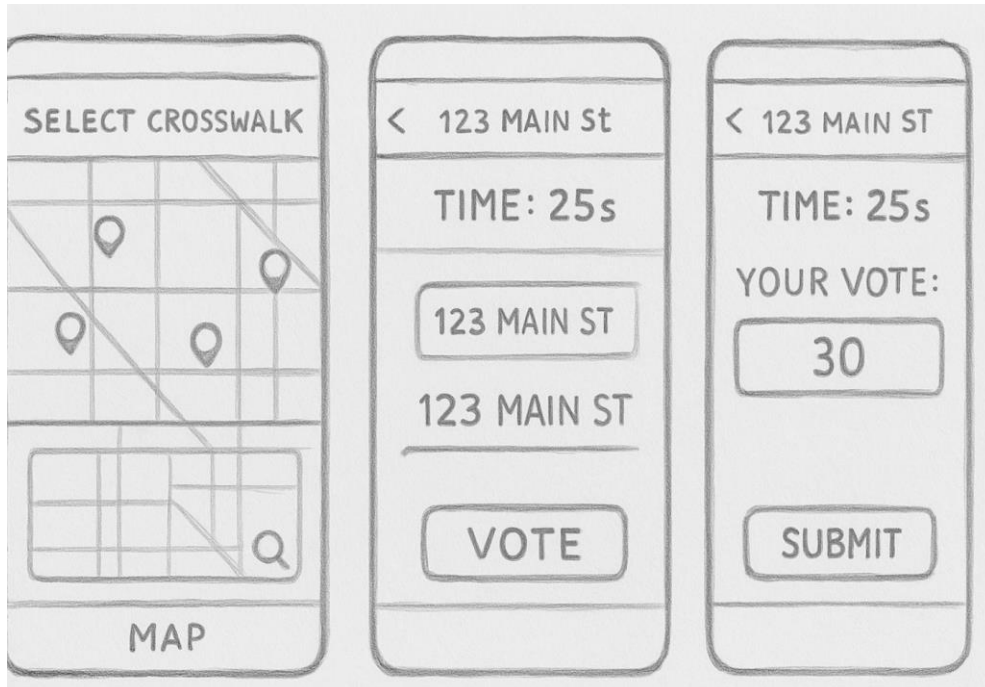 SELECT CROSSWALK
MAP
< 123 MAIN St
TIME: 25s
123 MAIN ST
123 MAIN ST
VOTE
< 123 MAIN ST
TIME: 25s
YOUR VOTE:
30
SUBMIT